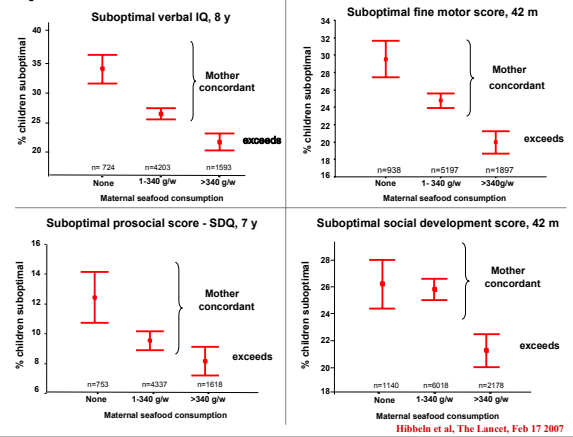 Suboptimal verbal IQ, 8 y
% children suboptimal
40
35
30
25
20
Mother
concordant
exceeds
n= 724 n=4203 n=1593
None 1-340 g/w >340 g/w
Maternal seafood consumption
Suboptimal fine motor score, 42 m
% children suboptimal
34
32
30
28
26
24
22
20
18
16
Mother
concordant
exceeds
n=938 n=5197 n=1897
None 1- 340 g/w >340g/w
Maternal seafood consumption
Suboptimal prosocial score - SDQ, 7 y
% children suboptimal
16
14
12
10
8
6
Mother
concordant
exceeds
n=753 n=4337 n=1618
None 1-340 g/w >340 g/w
Maternal seafood consumption
Suboptimal social development score, 42 m
% children suboptimal
28
26
24
22
20
18
Mother
concordant
exceeds
n=1140 n=6018 n=2178
None 1-340 g/w >340 g/w
Maternal seafood consumption
Hibbeln et al, The Lancet, Feb 17 2007